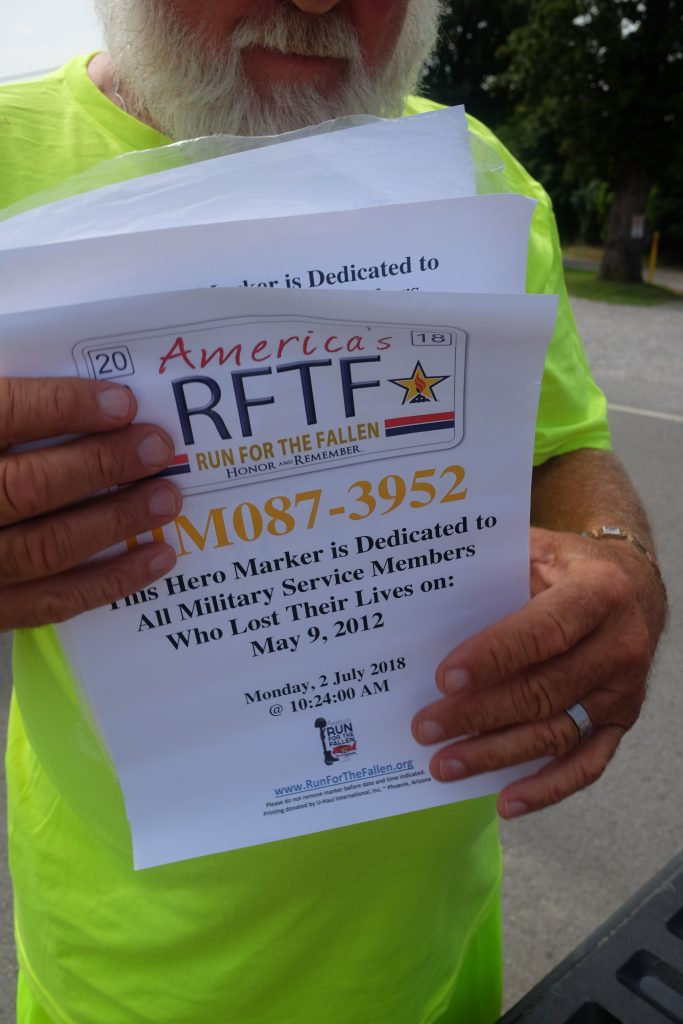 Marker is Dedicated to
America's
20
18
RFTF
RUN FOR THE FALLEN
HONOR AND REMEMBER
HM087-3952
This Hero Marker is Dedicated to
All Military Service Members
Who Lost Their Lives on:
May 9, 2012
Monday, 2 July 2018
@ 10:24:00 AM
RUN
FOR THE
FALLEN
www.RunForTheFallen.org
Please do not remove marker before date and time indicated.
Printing donated by U-Haul International, Inc. ~ Phoenix, Arizona